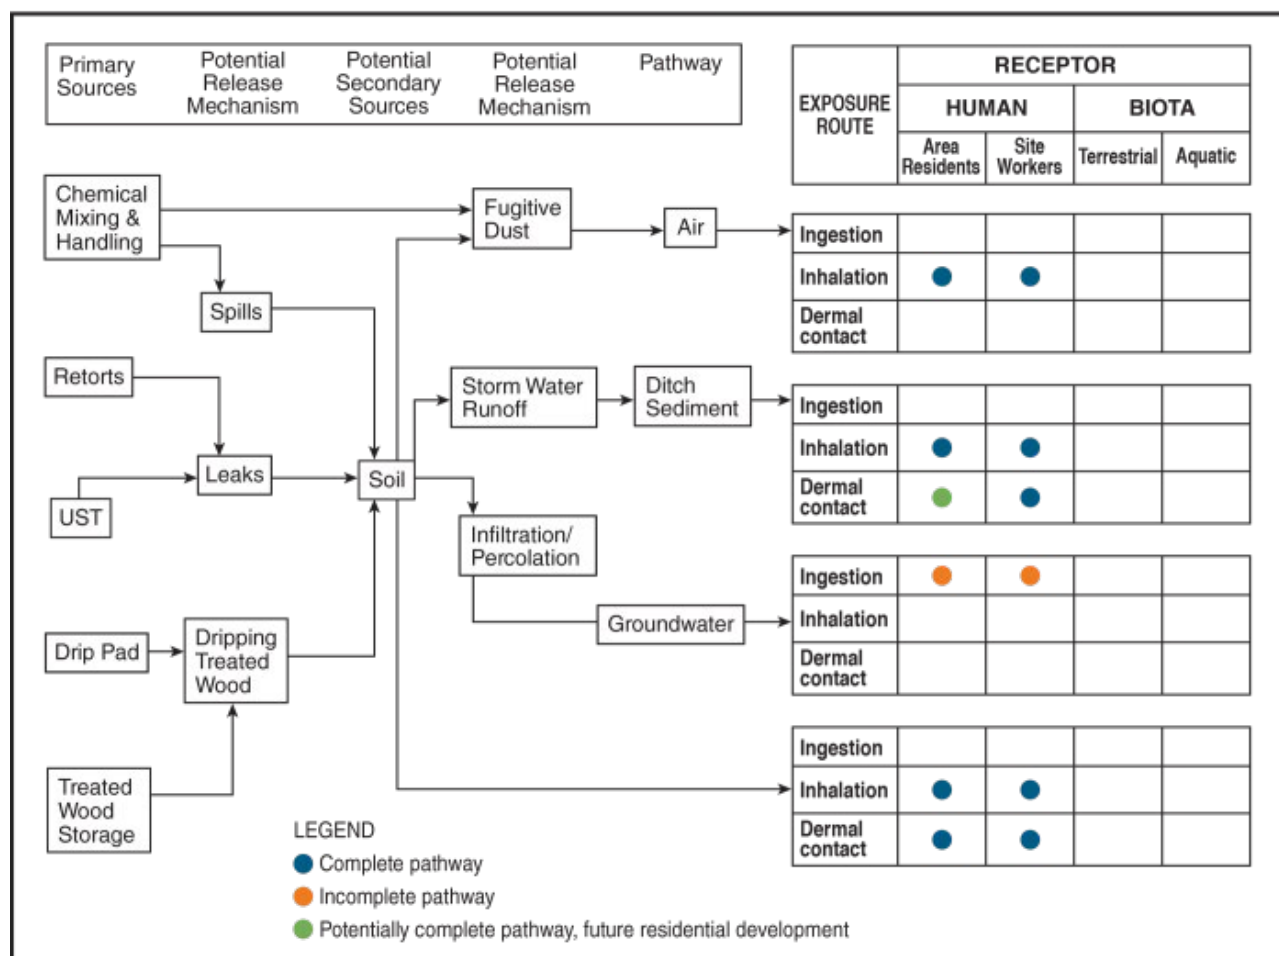 Primary
Sources
Potential
Release
Mechanism
Potential
Secondary
Sources
Potential
Release
Mechanism
Pathway
EXPOSURE
ROUTE
RECEPTOR
HUMAN
BIOTA
Area
Residents
Site
Workers
Terrestrial
Aquatic
Chemical
Mixing &
Handling
Fugitive
Dust
Air
Ingestion
Inhalation
Dermal
contact
Spills
Retorts
Storm Water
Runoff
Ditch
Sediment
Ingestion
Inhalation
Dermal
contact
Leaks
Soil
UST
Infiltration/
Percolation
Groundwater
Ingestion
Inhalation
Dermal
contact
Drip Pad
Dripping
Treated
Wood
Treated
Wood
Storage
Ingestion
Inhalation
Dermal
contact
LEGEND
Complete pathway
Incomplete pathway
Potentially complete pathway, future residential development